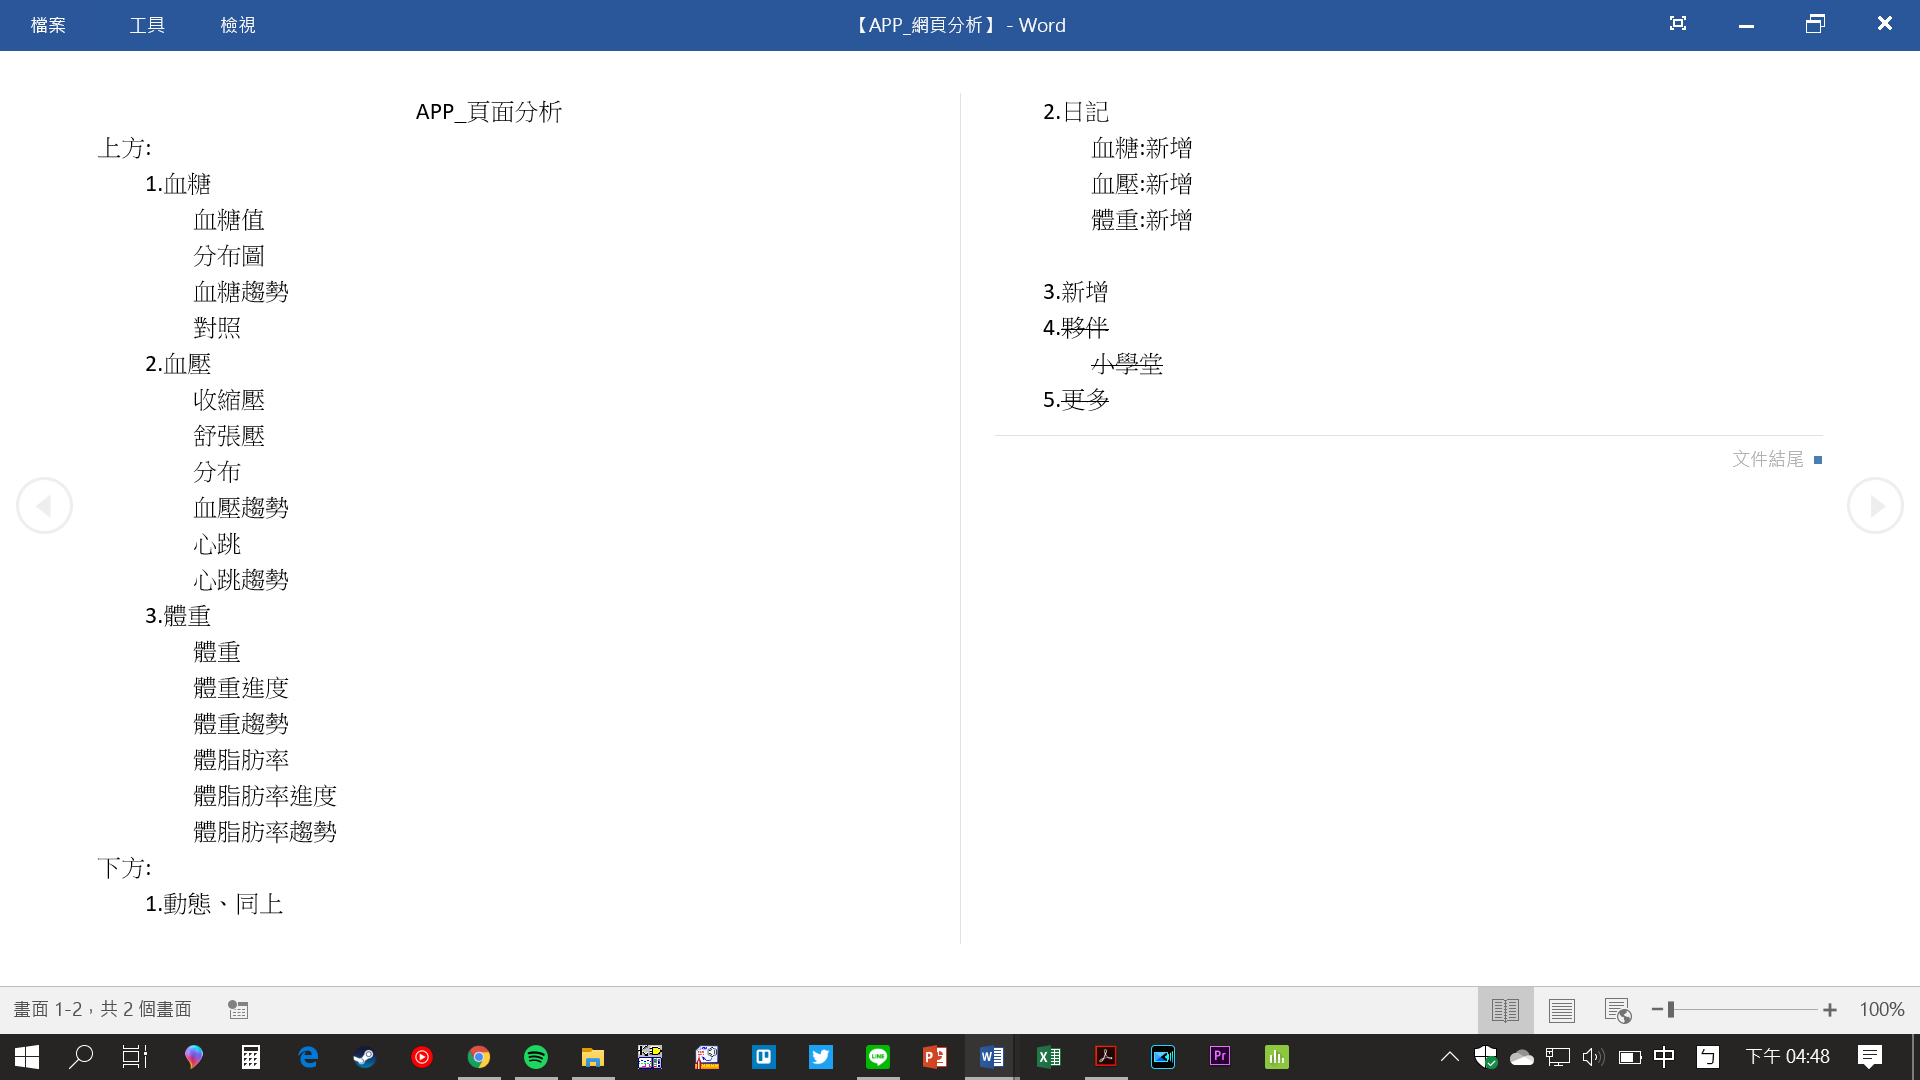 檔案
工具
檢視
【APP_網頁分析】 - Word
APP_頁面分析
上方:
1.血糖
血糖值
分布圖
血糖趨勢
對照
2.血壓
收縮壓
舒張壓
分布
血壓趨勢
心跳
心跳趨勢
3.體重
體重
體重進度
體重趨勢
體脂肪率
體脂肪率進度
體脂肪率趨勢
下方:
1.動態、同上
2.日記
血糖:新增
血壓:新增
體重:新增
3.新增
4.夥伴
小學堂
5.更多
文件結尾
畫面 1-2，共 2 個畫面
100%
中
ㄅ
下午 04:48